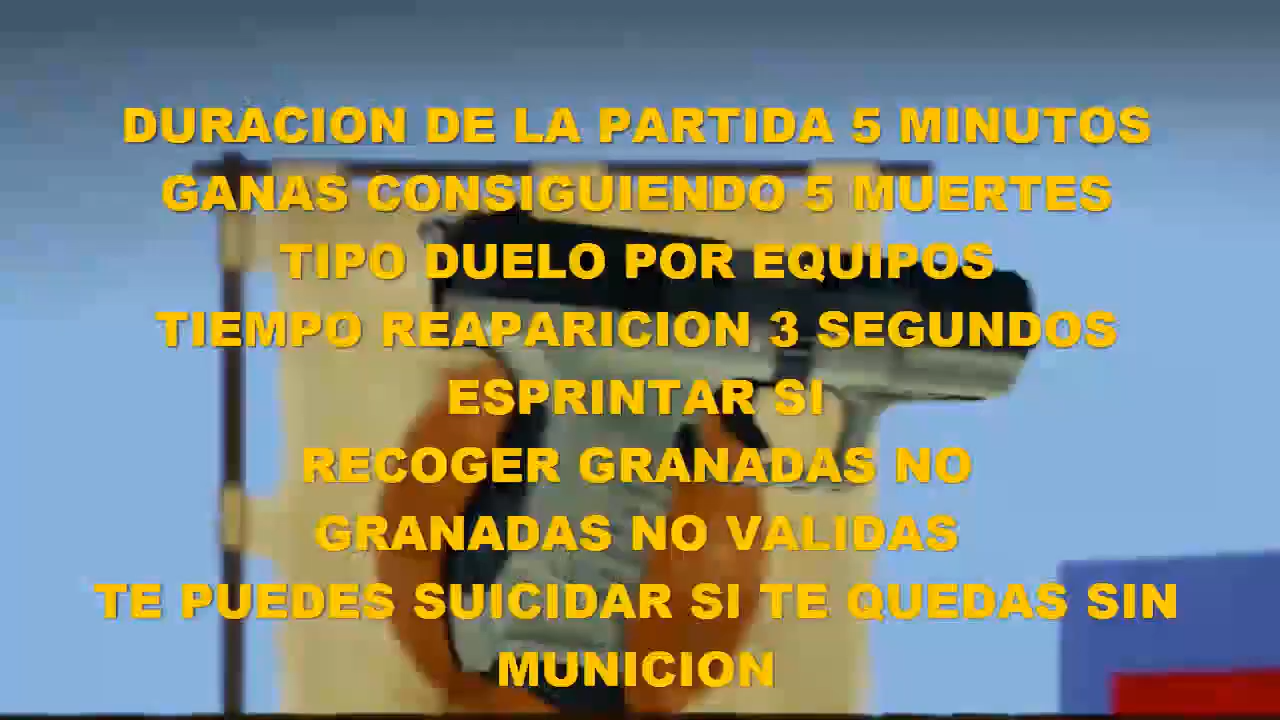 DURACION DE LA PARTIDA 5 MINUTOS
GANAS CONSIGUIENDO 5 MUERTES
TIPO DUELO POR EQUIPOS
TIEMPO REAPARICION 3 SEGUNDOS
ESPRINTAR SI
RECOGER GRANADAS NO
GRANADAS NO VALIDAS
TE PUEDES SUICIDAR SI TE QUEDAS SIN
MUNICION